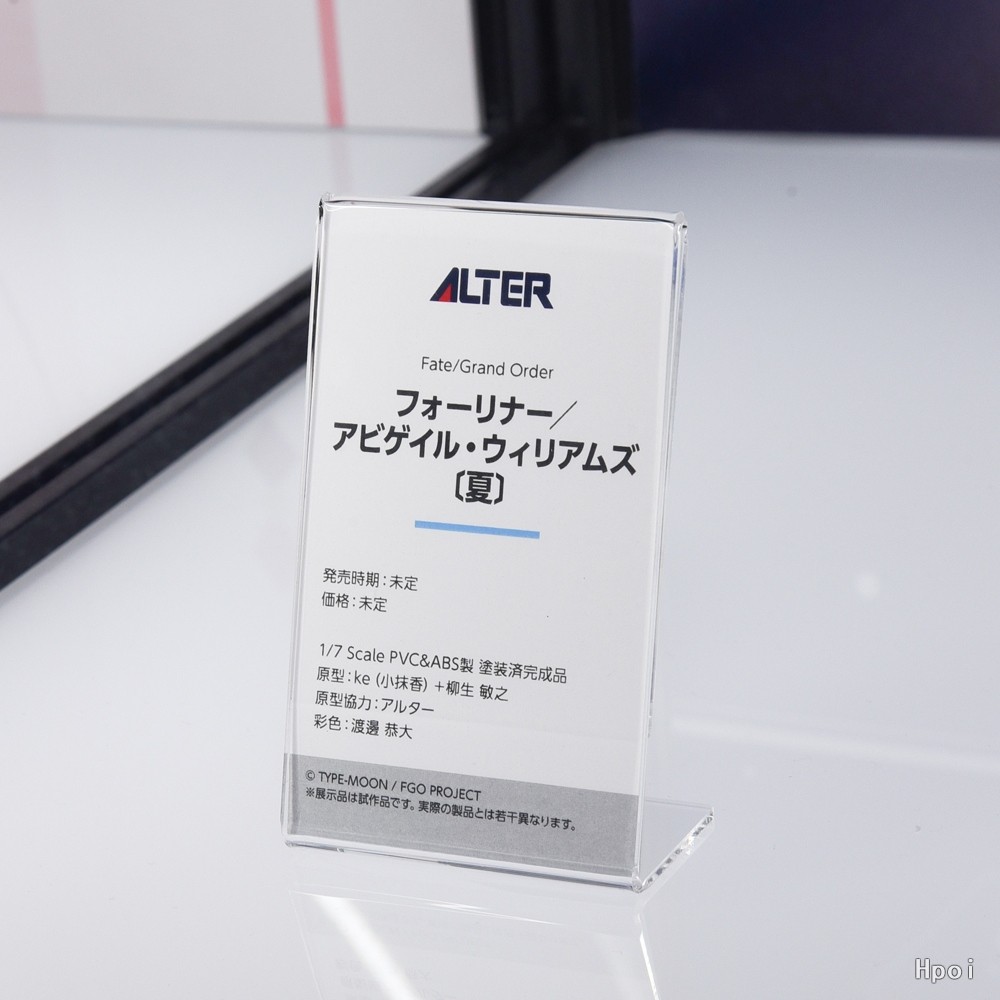 ALTER
Fate/Grand Order
フォーリナー／
アビゲイル・ウィリアムズ
〔夏〕
発売時期：未定
価格：未定
1/7 Scale PVC&ABS製 塗装済完成品
原型：ke (小抹香) ＋柳生 敏之
原型協力：アルター
彩色：渡邊 恭大
© TYPE-MOON / FGO PROJECT
※展示品は試作品です。実際の製品とは若干異なります。
Hpoi